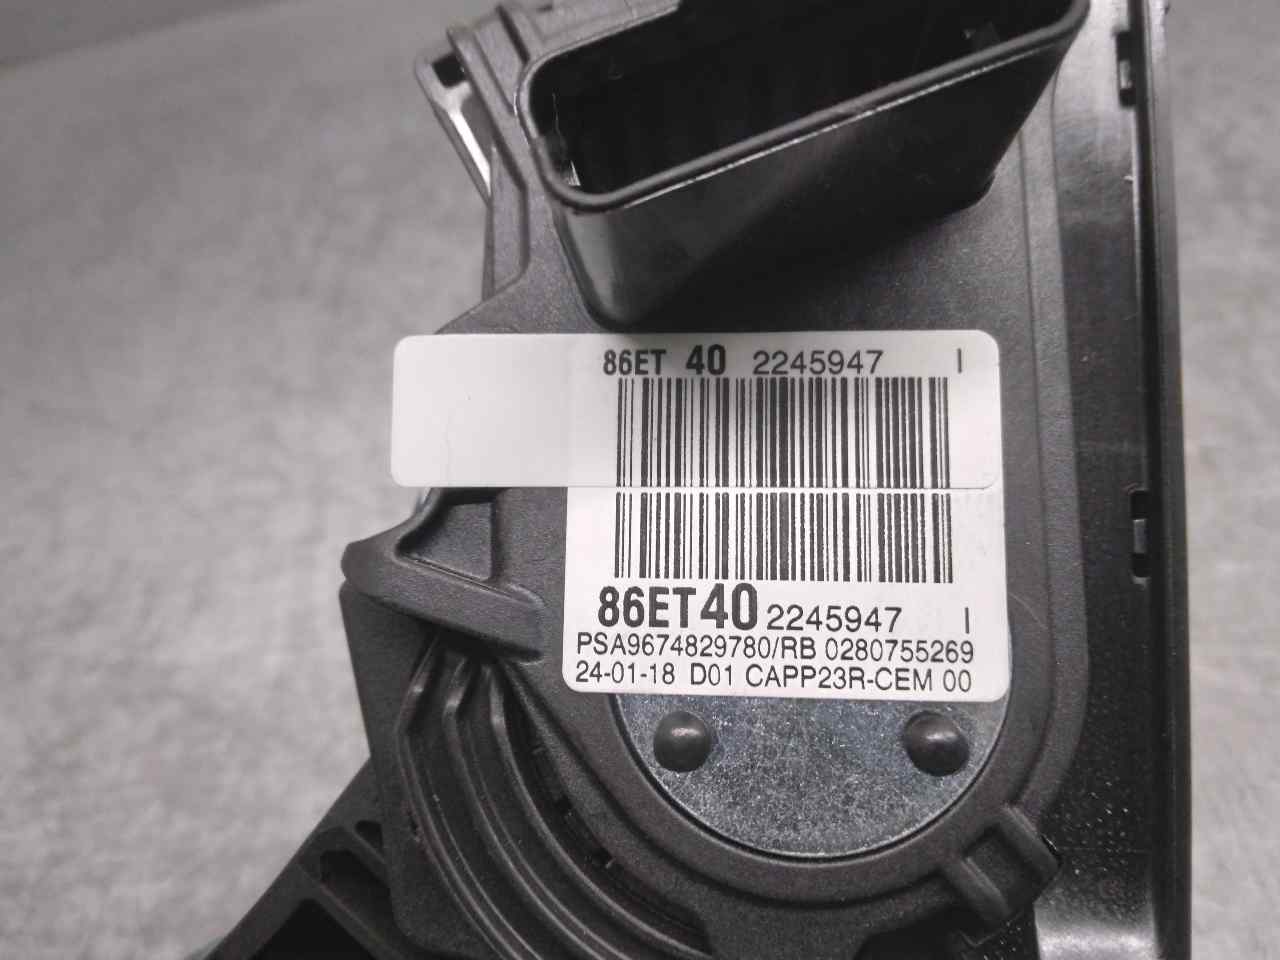 86ET 40 2245947 I
86ET40 2245947 I
PSA9674829780/RB 0280755269
24-01-18 D01 CAPP23R-CEM 00